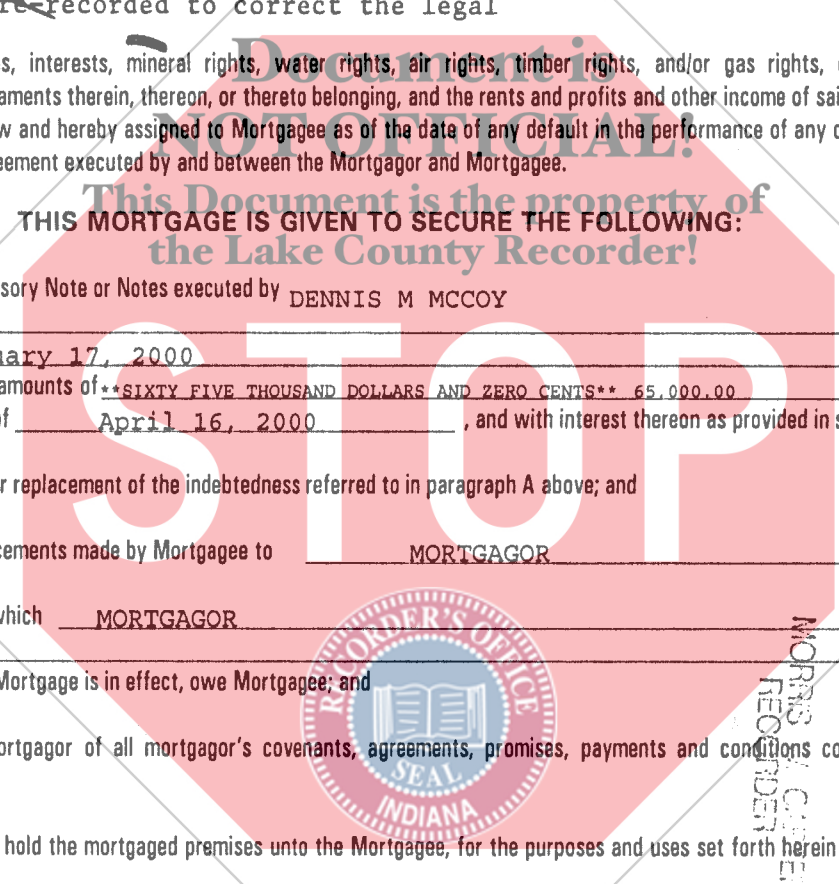 re-recorded to correct the legal
s, interests, mineral rights, water rights, air rights, timber rights, and/or gas rights,
aments therein, thereon, or thereto belonging, and the rents and profits and other income of sai
w and hereby assigned to Mortgagee as of the date of any default in the performance of any
eement executed by and between the Mortgagor and Mortgagee.
Document is
NOT OFFICIAL!
This Document is the property of
the Lake County Recorder!
THIS MORTGAGE IS GIVEN TO SECURE THE FOLLOWING:
sory Note or Notes executed by DENNIS M MCCOY
uary 17, 2000
amounts of **SIXTY FIVE THOUSAND DOLLARS AND ZERO CENTS** 65,000.00
f April 16, 2000 , and with interest thereon as provided in s
STOP
r replacement of the indebtedness referred to in paragraph A above; and
cements made by Mortgagee to MORTGAGOR
which MORTGAGOR
Mortgage is in effect, owe Mortgagee; and
ortgagor of all mortgagor's covenants, agreements, promises, payments and conditions co
hold the mortgaged premises unto the Mortgagee, for the purposes and uses set forth herein
RECORDER'S OFFICE
SEAL
INDIANA
MORRIS
RECORDER